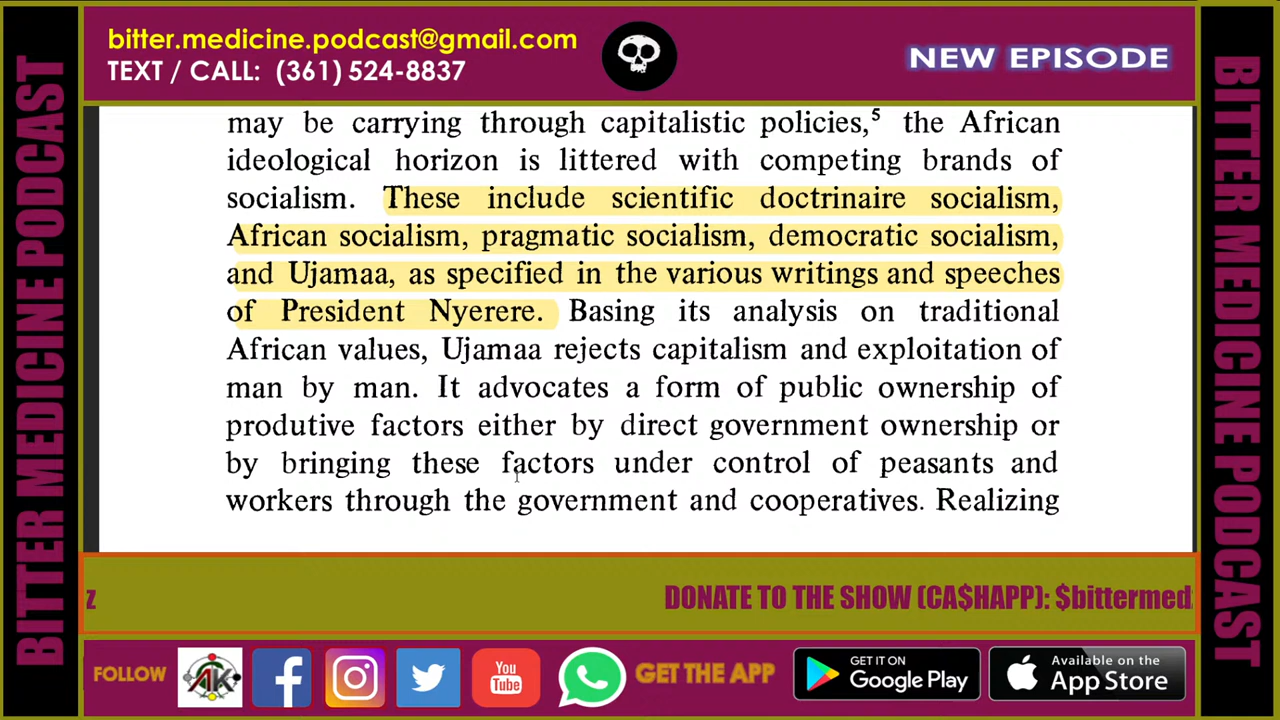 bitter.medicine.podcast@gmail.com
TEXT / CALL: (361) 524-8837
NEW EPISODE
BITTER MEDICINE PODCAST
BITTER MEDICINE PODCAST
may be carrying through capitalistic policies,⁵ the African
ideological horizon is littered with competing brands of
socialism. These include scientific doctrinaire socialism,
African socialism, pragmatic socialism, democratic socialism,
and Ujamaa, as specified in the various writings and speeches
of President Nyerere. Basing its analysis on traditional
African values, Ujamaa rejects capitalism and exploitation of
man by man. It advocates a form of public ownership of
produtive factors either by direct government ownership or
by bringing these factors under control of peasants and
workers through the government and cooperatives. Realizing
z
DONATE TO THE SHOW (CA$HAPP): $bittermed
FOLLOW
ATK
You
Tube
GET THE APP
GET IT ON
Google Play
Available on the
App Store